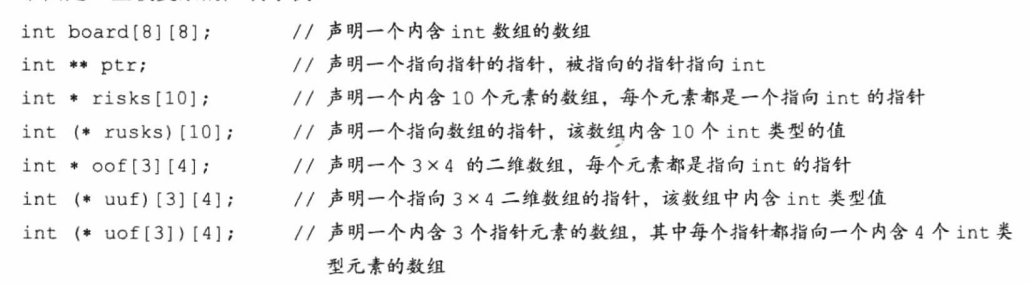 int board[8][8]; // 声明一个内含 int 数组的数组
int ** ptr; // 声明一个指向指针的指针，被指向的指针指向 int
int * risks[10]; // 声明一个内含 10 个元素的数组，每个元素都是一个指向 int 的指针
int (* rusks)[10]; // 声明一个指向数组的指针，该数组内含 10 个 int 类型的值
int * oof[3][4]; // 声明一个 3×4 的二维数组，每个元素都是指向 int 的指针
int (* uuf)[3][4]; // 声明一个指向 3×4 二维数组的指针，该数组中内含 int 类型值
int (* uof[3])[4]; // 声明一个内含 3 个指针元素的数组，其中每个指针都指向一个内含 4 个 int 类
型元素的数组